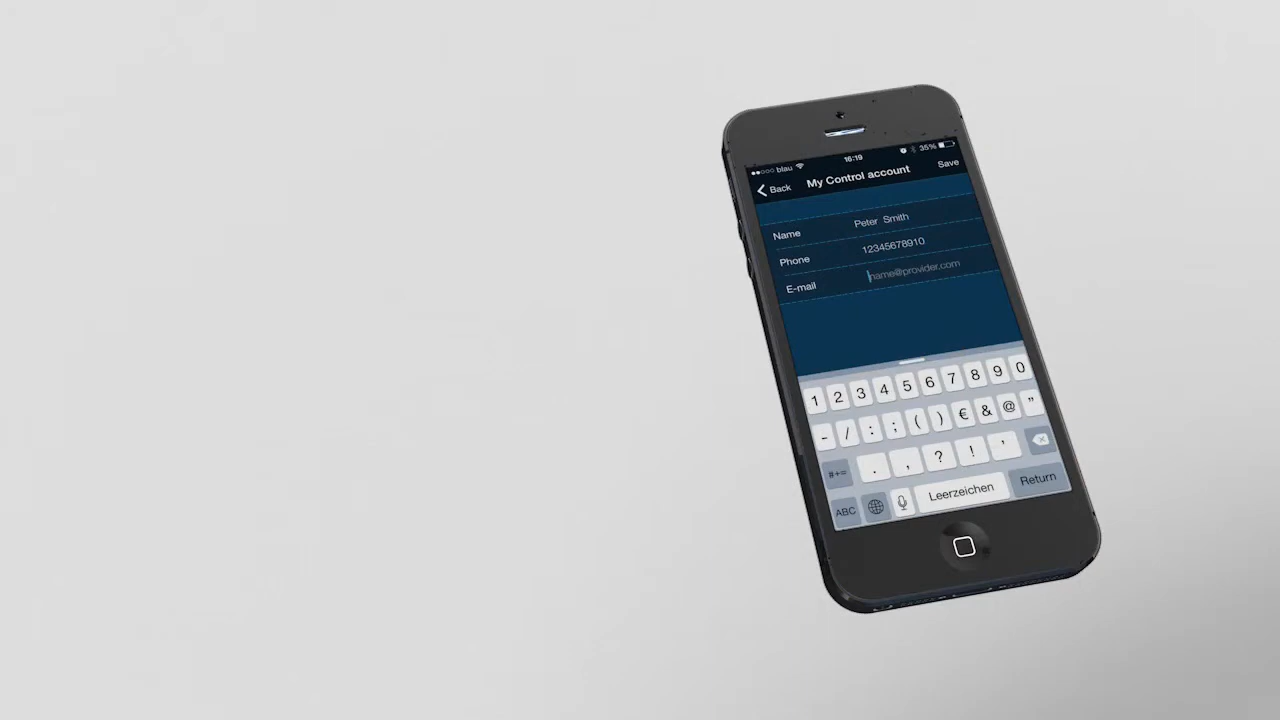 blau 16:19 35%
Back My Control account Save
Name Peter Smith
Phone 12345678910
E-mail name@provider.com
1 2 3 4 5 6 7 8 9 0
- / : ; ( ) € & @ "
#+= . , ? ! '
ABC Leerzeichen Return